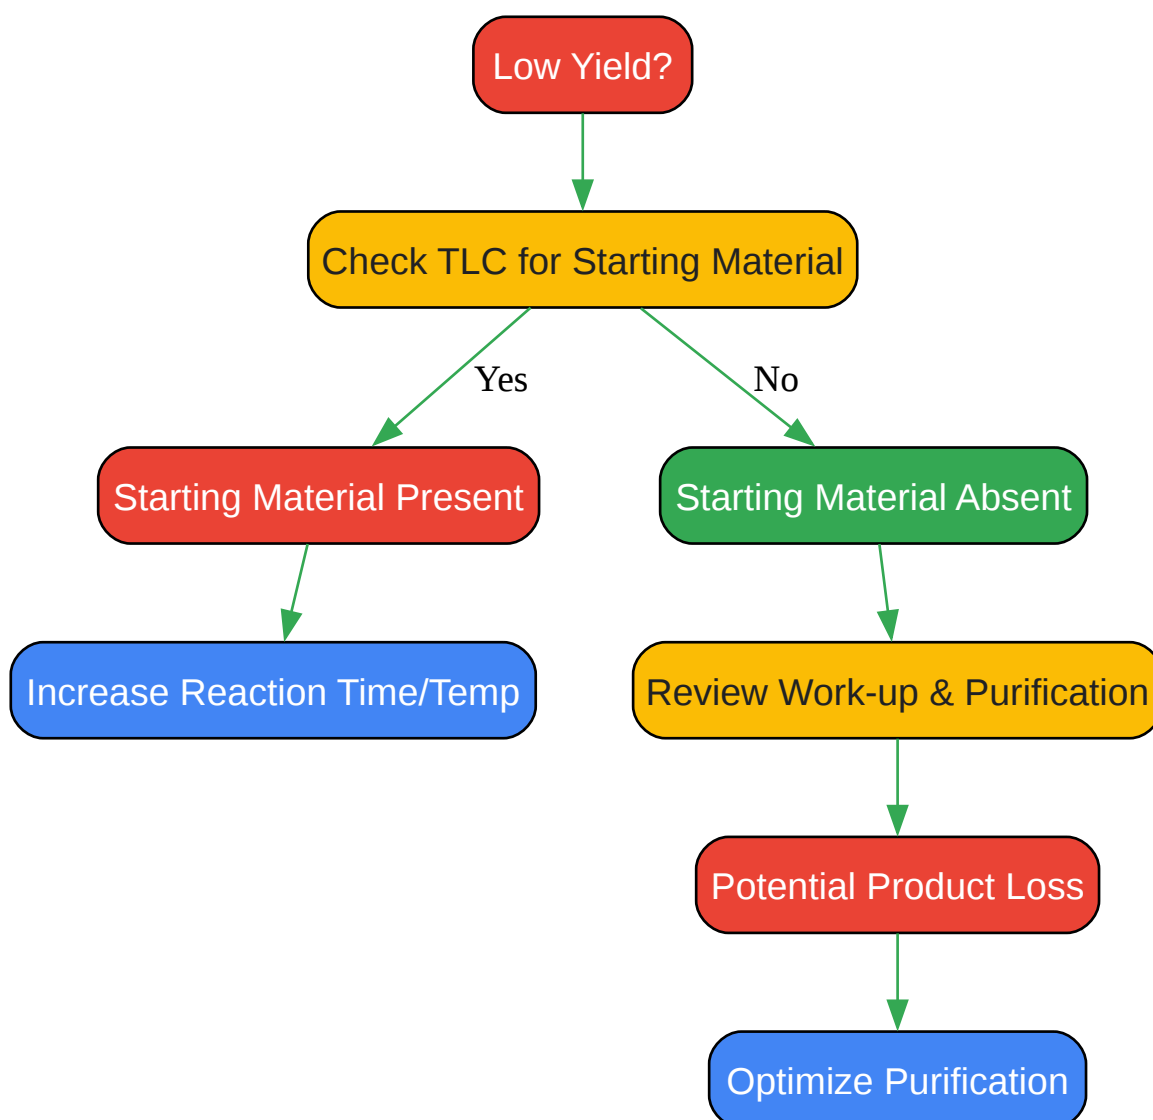 Low Yield?
Check TLC for Starting Material
Yes
No
Starting Material Present
Starting Material Absent
Increase Reaction Time/Temp
Review Work-up & Purification
Potential Product Loss
Optimize Purification